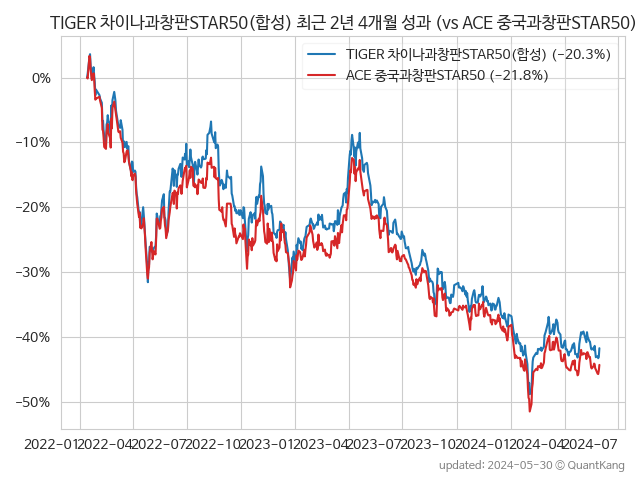 TIGER 차이나과창판STAR50(합성) 최근 2년 4개월 성과 (vs ACE 중국과창판STAR50)
TIGER 차이나과창판STAR50(합성) (-20.3%)
ACE 중국과창판STAR50 (-21.8%)
0%
-10%
-20%
-30%
-40%
-50%
2022-01 2022-04 2022-07 2022-10 2023-01 2023-04 2023-07 2023-10 2024-01 2024-04 2024-07
updated: 2024-05-30 © QuantKang